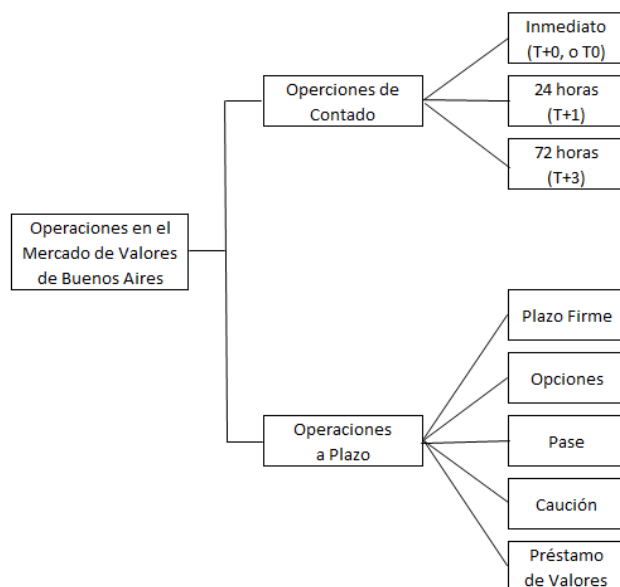 Operaciones en el
Mercado de Valores
de Buenos Aires
Operciones de
Contado
Inmediato
(T+0, o T0)
24 horas
(T+1)
72 horas
(T+3)
Operaciones
a Plazo
Plazo Firme
Opciones
Pase
Caución
Préstamo
de Valores